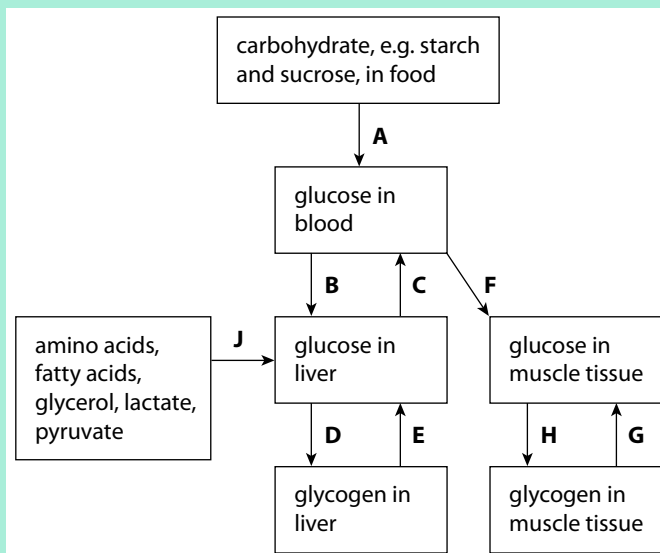 carbohydrate, e.g. starch
and sucrose, in food
A
glucose in
blood
B
C
F
amino acids,
fatty acids,
glycerol, lactate,
pyruvate
J
glucose in
liver
glucose in
muscle tissue
D
E
H
G
glycogen in
liver
glycogen in
muscle tissue